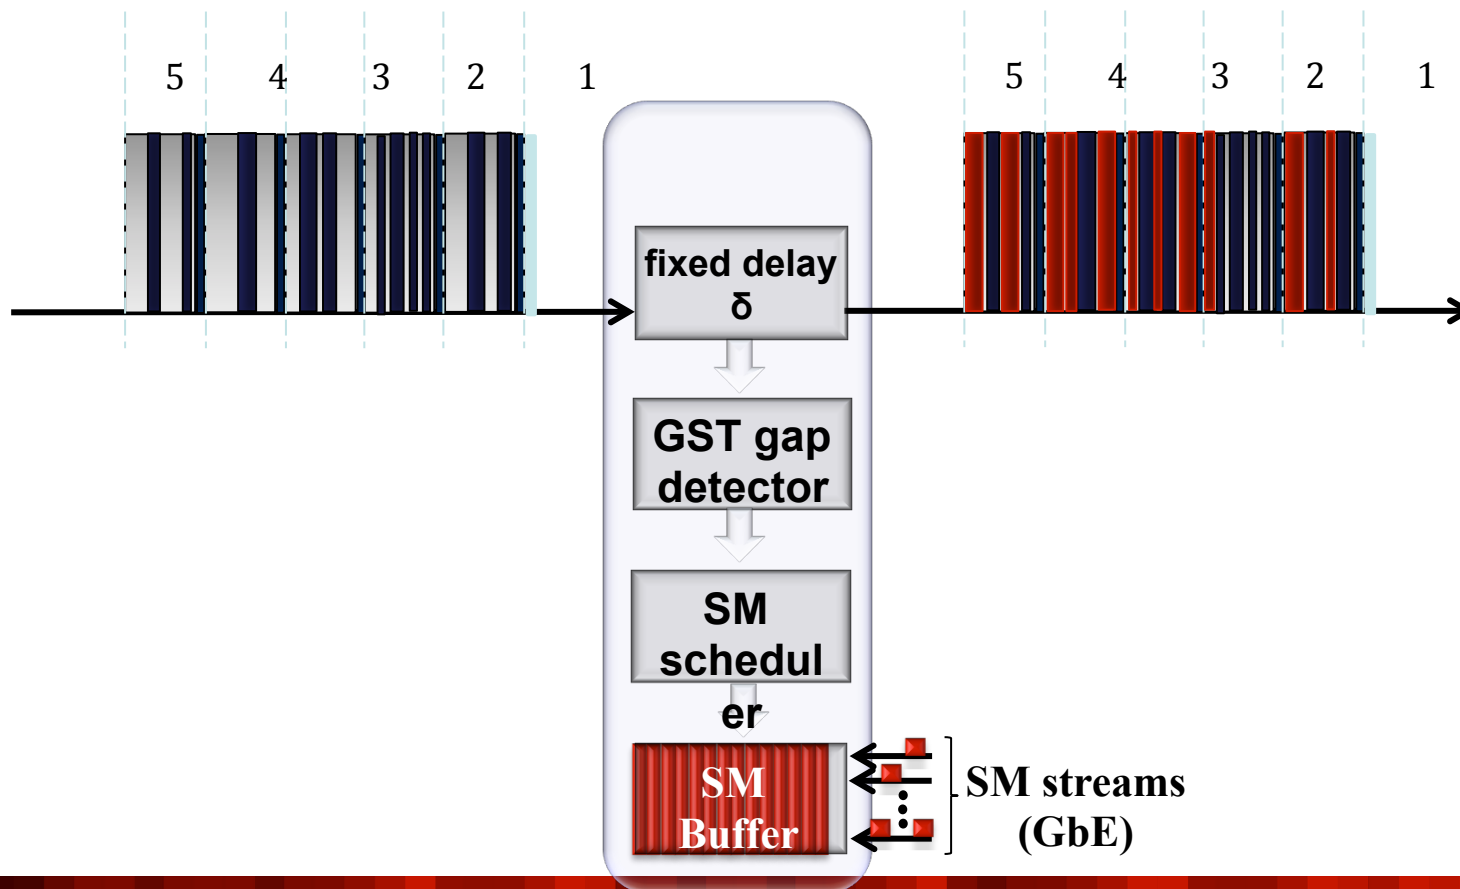 5 4 3 2 1
5 4 3 2 1
fixed delay
δ
GST gap
detector
SM
schedul
er
SM
Buffer
SM streams
(GbE)